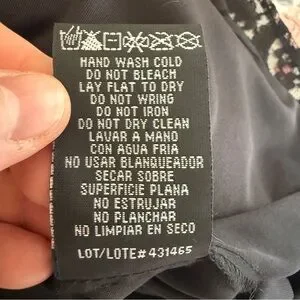 HAND WASH COLD
DO NOT BLEACH
LAY FLAT TO DRY
DO NOT WRING
DO NOT IRON
DO NOT DRY CLEAN
LAVAR A MANO
CON AGUA FRIA
NO USAR BLANQUEADOR
SECAR SOBRE
SUPERFICIE PLANA
NO ESTRUJAR
NO PLANCHAR
NO LIMPIAR EN SECO
LOT/LOTE# 431465